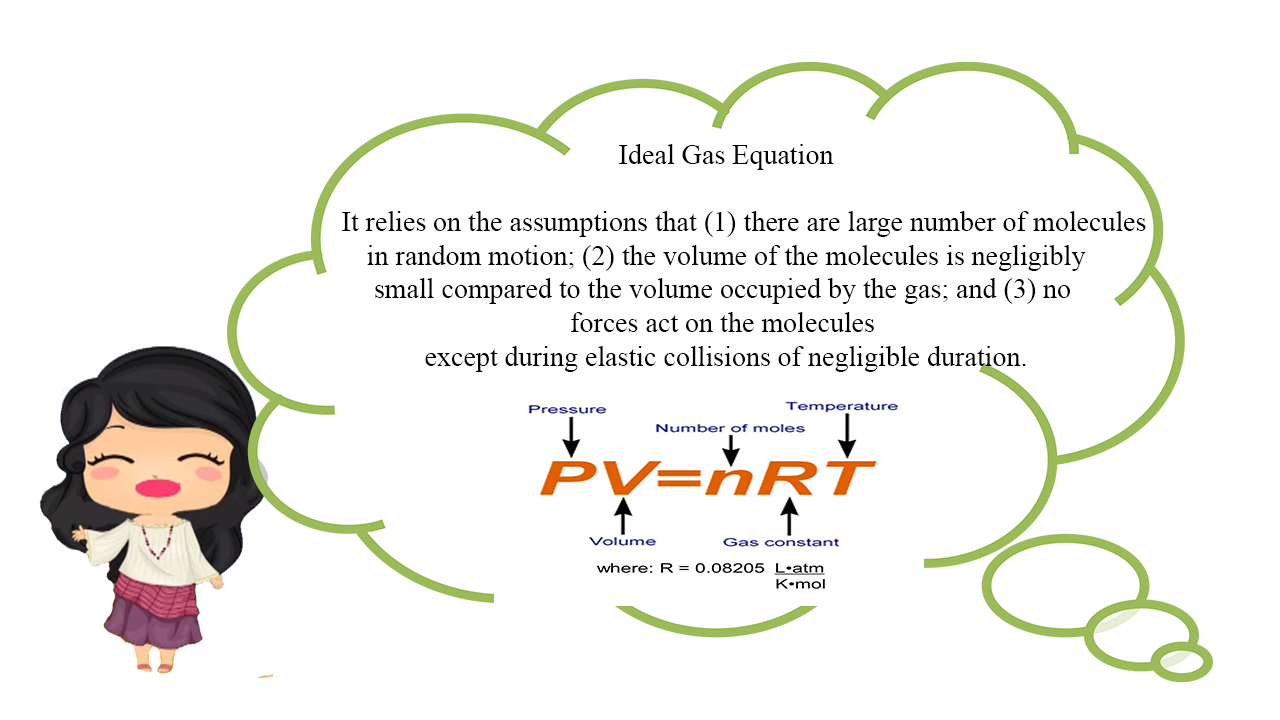 Ideal Gas Equation
It relies on the assumptions that (1) there are large number of molecules
in random motion; (2) the volume of the molecules is negligibly
small compared to the volume occupied by the gas; and (3) no
forces act on the molecules
except during elastic collisions of negligible duration.
Pressure
Temperature
Number of moles
PV=nRT
Volume
Gas constant
where: R = 0.08205 L•atm
K•mol